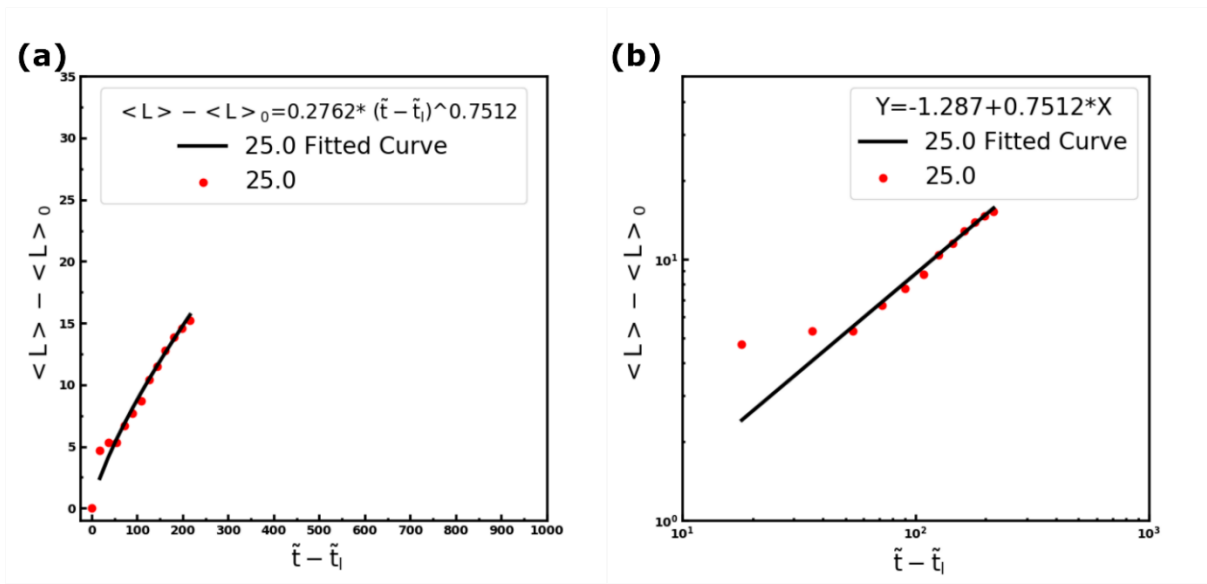 (a)
35
30
25
20
15
10
5
0
< L > − < L > ₀
< L > − < L > ₀=0.2762* (t̃ − t̃ₗ)^0.7512
25.0 Fitted Curve
25.0
0 100 200 300 400 500 600 700 800 900 1000
t̃ − t̃ₗ
(b)
10¹
10⁰
< L > − < L > ₀
Y=-1.287+0.7512*X
25.0 Fitted Curve
25.0
10¹ 10² 10³
t̃ − t̃ₗ